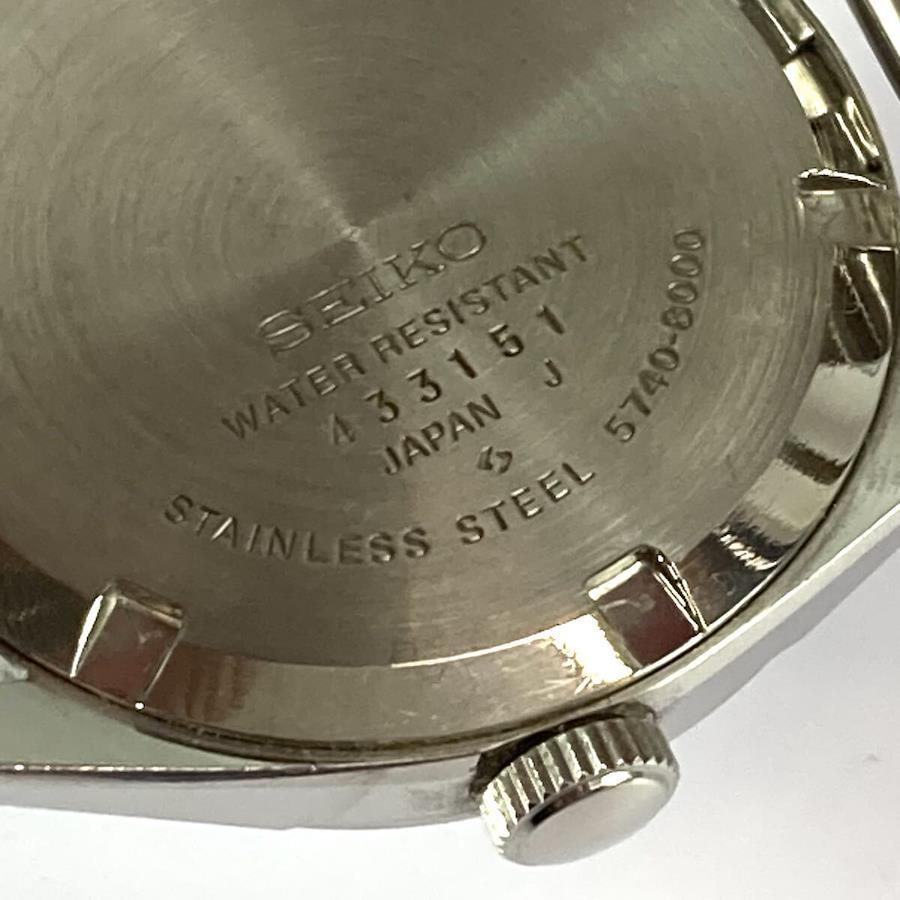 SEIKO
WATER RESISTANT
433151
JAPAN J
STAINLESS STEEL 5740-8000